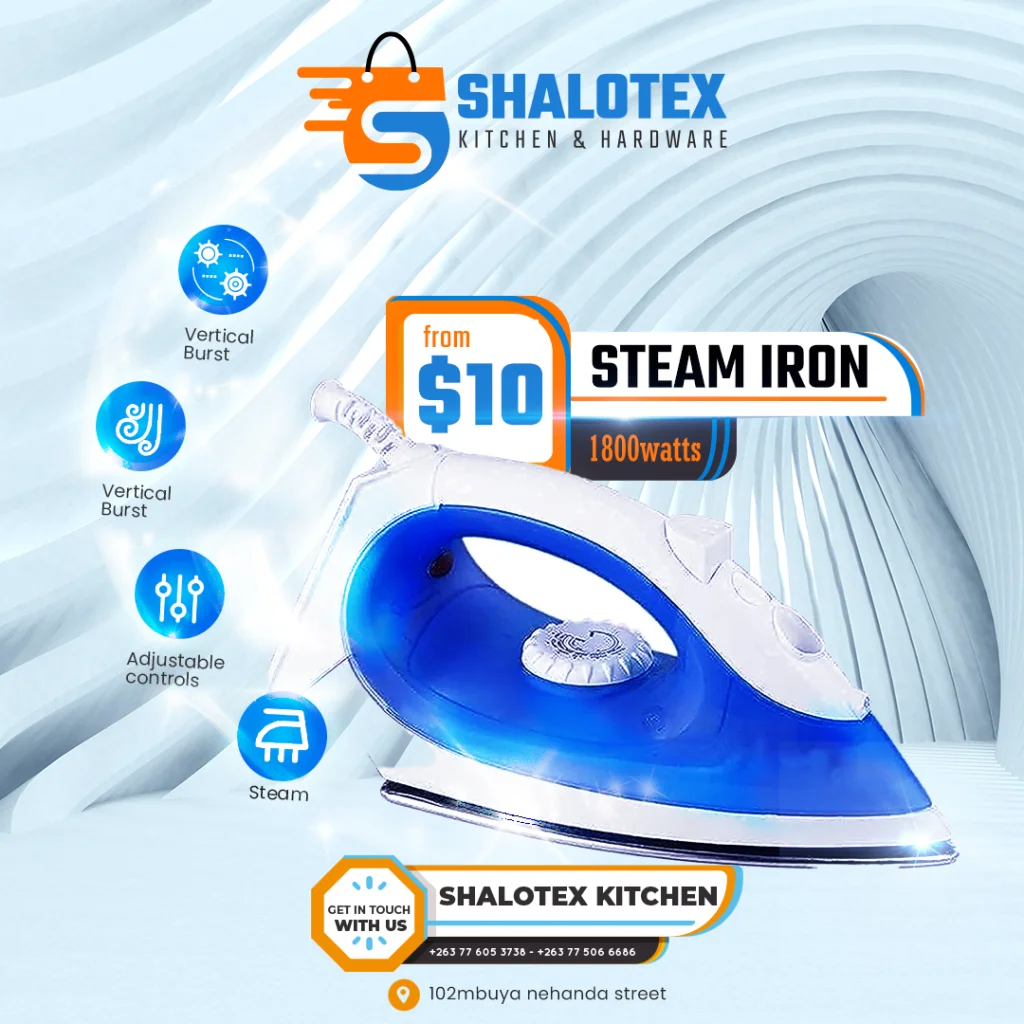 SHALOTEX
KITCHEN & HARDWARE
Vertical
Burst
from
$10
STEAM IRON
1800watts
Vertical
Burst
Adjustable
controls
Steam
GET IN TOUCH
WITH US
SHALOTEX KITCHEN
+263 77 605 3738 - +263 77 506 6686
102mbuya nehanda street